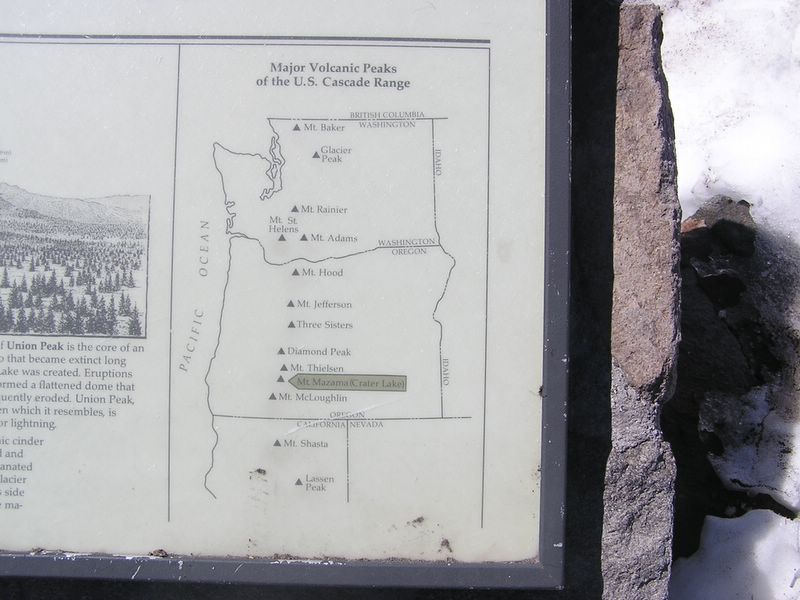 f Union Peak is the core of an
that became extinct long
Lake was created. Eruptions
ormed a flattened dome that
quently eroded. Union Peak,
en which it resembles, is
or lightning.
ic cinder
and
anated
lacier
side
ma-
Major Volcanic Peaks
of the U.S. Cascade Range
BRITISH COLUMBIA
WASHINGTON
Mt. Baker
Glacier
Peak
IDAHO
Mt. Rainier
Mt. St.
Helens
Mt. Adams
PACIFIC OCEAN
WASHINGTON
OREGON
Mt. Hood
Mt. Jefferson
Three Sisters
Diamond Peak
Mt. Thielsen
Mt. Mazama (Crater Lake)
IDAHO
Mt. McLoughlin
OREGON
CALIFORNIA NEVADA
Mt. Shasta
Lassen
Peak